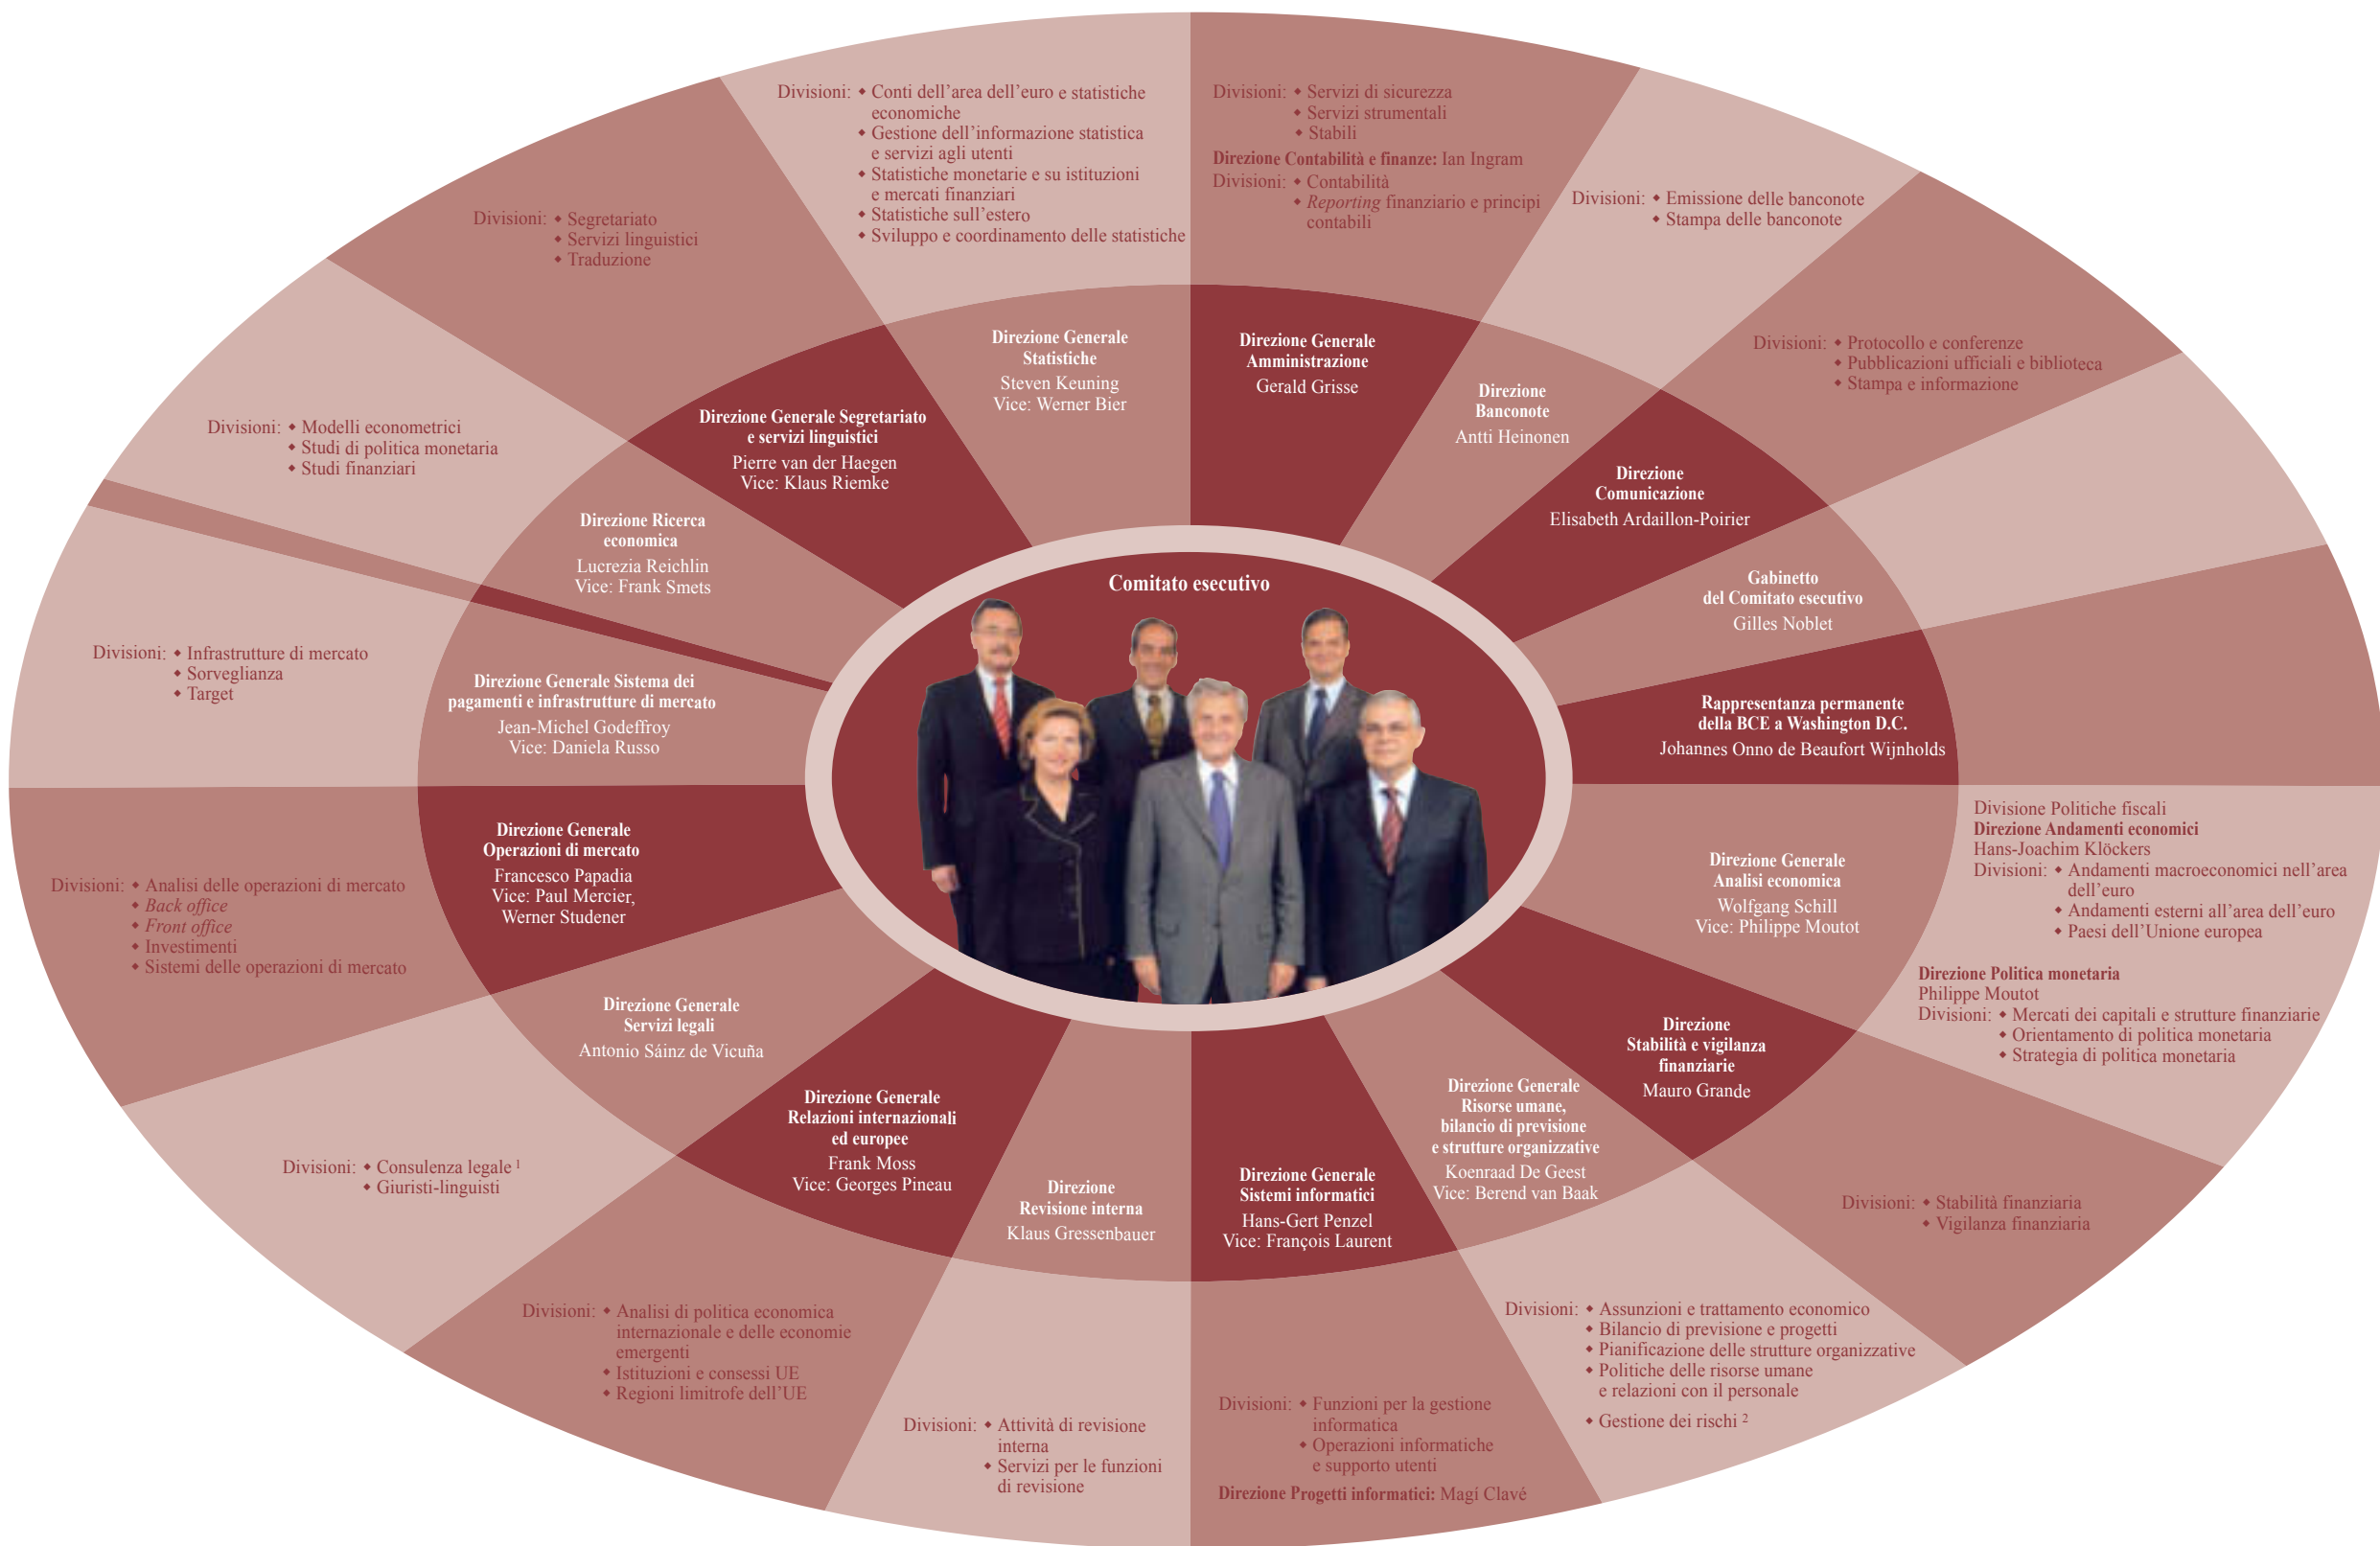 Comitato esecutivo
Divisioni: ◆ Servizi di sicurezza
◆ Servizi strumentali
◆ Stabili
Direzione Contabilità e finanze: Ian Ingram
Divisioni: ◆ Contabilità
◆ Reporting finanziario e principi
contabili
Direzione Generale
Amministrazione
Gerald Grisse
Divisioni: ◆ Emissione delle banconote
◆ Stampa delle banconote
Direzione
Banconote
Antti Heinonen
Divisioni: ◆ Protocollo e conferenze
◆ Pubblicazioni ufficiali e biblioteca
◆ Stampa e informazione
Direzione
Comunicazione
Elisabeth Ardaillon-Poirier
Gabinetto
del Comitato esecutivo
Gilles Noblet
Rappresentanza permanente
della BCE a Washington D.C.
Johannes Onno de Beaufort Wijnholds
Direzione Generale
Analisi economica
Wolfgang Schill
Vice: Philippe Moutot
Divisione Politiche fiscali
Direzione Andamenti economici
Hans-Joachim Klöckers
Divisioni: ◆ Andamenti macroeconomici nell'area
dell'euro
◆ Andamenti esterni all'area dell'euro
◆ Paesi dell'Unione europea
Direzione Politica monetaria
Philippe Moutot
Divisioni: ◆ Mercati dei capitali e strutture finanziarie
◆ Orientamento di politica monetaria
◆ Strategia di politica monetaria
Direzione
Stabilità e vigilanza
finanziarie
Mauro Grande
Divisioni: ◆ Stabilità finanziaria
◆ Vigilanza finanziaria
Direzione Generale
Risorse umane,
bilancio di previsione
e strutture organizzative
Koenraad De Geest
Vice: Berend van Baak
Divisioni: ◆ Assunzioni e trattamento economico
◆ Bilancio di previsione e progetti
◆ Pianificazione delle strutture organizzative
◆ Politiche delle risorse umane
e relazioni con il personale
◆ Gestione dei rischi 2
Direzione Generale
Sistemi informatici
Hans-Gert Penzel
Vice: François Laurent
Divisioni: ◆ Funzioni per la gestione
informatica
◆ Operazioni informatiche
e supporto utenti
Direzione Progetti informatici: Magí Clavé
Direzione
Revisione interna
Klaus Gressenbauer
Divisioni: ◆ Attività di revisione
interna
◆ Servizi per le funzioni
di revisione
Direzione Generale
Relazioni internazionali
ed europee
Frank Moss
Vice: Georges Pineau
Divisioni: ◆ Analisi di politica economica
internazionale e delle economie
emergenti
◆ Istituzioni e consessi UE
◆ Regioni limitrofe dell'UE
Direzione Generale
Servizi legali
Antonio Sáinz de Vicuña
Divisioni: ◆ Consulenza legale 1
◆ Giuristi-linguisti
Direzione Generale
Operazioni di mercato
Francesco Papadia
Vice: Paul Mercier,
Werner Studener
Divisioni: ◆ Analisi delle operazioni di mercato
◆ Back office
◆ Front office
◆ Investimenti
◆ Sistemi delle operazioni di mercato
Direzione Generale Sistema dei
pagamenti e infrastrutture di mercato
Jean-Michel Godeffroy
Vice: Daniela Russo
Divisioni: ◆ Infrastrutture di mercato
◆ Sorveglianza
◆ Target
Direzione Ricerca
economica
Lucrezia Reichlin
Vice: Frank Smets
Divisioni: ◆ Modelli econometrici
◆ Studi di politica monetaria
◆ Studi finanziari
Direzione Generale Segretariato
e servizi linguistici
Pierre van der Haegen
Vice: Klaus Riemke
Divisioni: ◆ Segretariato
◆ Servizi linguistici
◆ Traduzione
Direzione Generale
Statistiche
Steven Keuning
Vice: Werner Bier
Divisioni: ◆ Conti dell'area dell'euro e statistiche
economiche
◆ Gestione dell'informazione statistica
e servizi agli utenti
◆ Statistiche monetarie e su istituzioni
e mercati finanziari
◆ Statistiche sull'estero
◆ Sviluppo e coordinamento delle statistiche